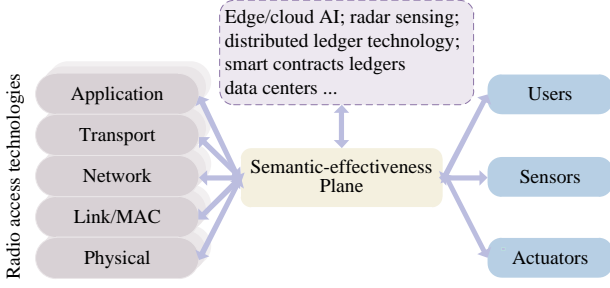 Edge/cloud AI; radar sensing;
distributed ledger technology;
smart contracts ledgers
data centers ...
Radio access technologies
Application
Transport
Network
Link/MAC
Physical
Semantic-effectiveness
Plane
Users
Sensors
Actuators